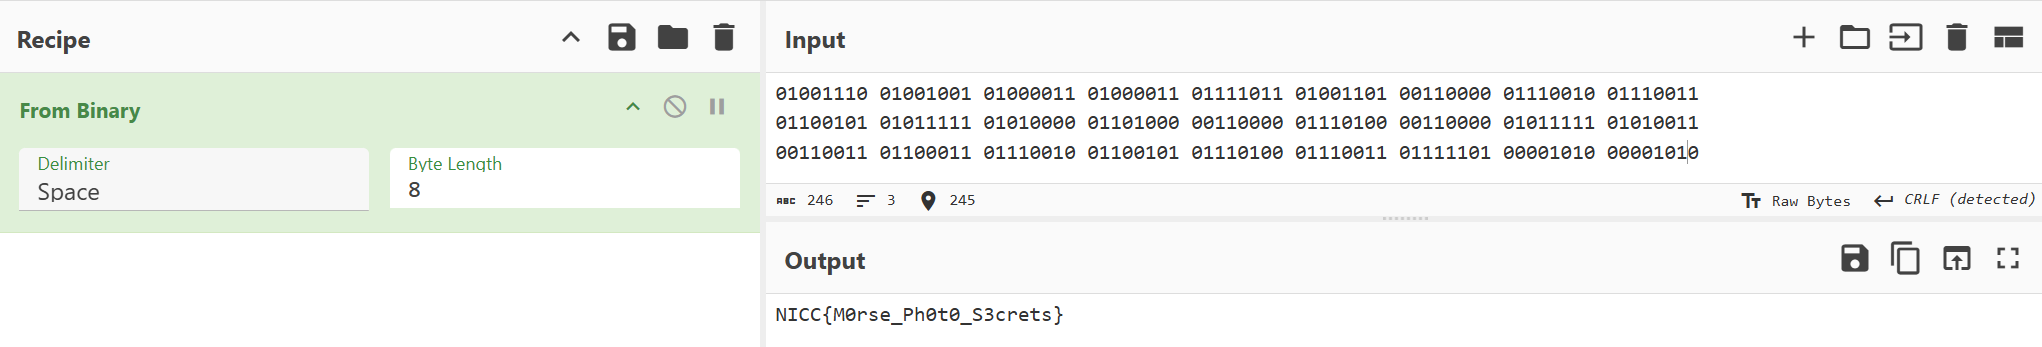 Recipe
From Binary
Delimiter
Space
Byte Length
8
Input
01001110 01001001 01000011 01000011 01111011 01001101 00110000 01110010 01110011
01100101 01011111 01010000 01101000 00110000 01110100 00110000 01011111 01010011
00110011 01100011 01110010 01100101 01110100 01110011 01111101 00001010 00001010
ABC 246 3 245
Tt Raw Bytes CRLF (detected)
Output
NICC{M0rse_Ph0t0_S3crets}